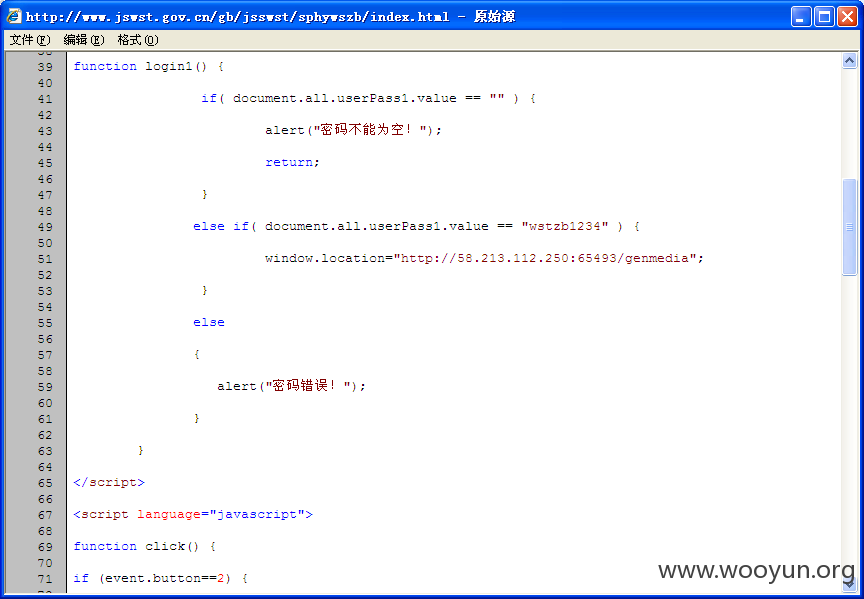 http://www.jswst.gov.cn/gb/jsswst/sphywszb/index.html - 原始源
文件(F) 编辑(E) 格式(O)
38
39 function login1() {
40
41 if( document.all.userPass1.value == "" ) {
42
43 alert("密码不能为空！");
44
45 return;
46
47 }
48
49 else if( document.all.userPass1.value == "wstzb1234" ) {
50
51 window.location="http://58.213.112.250:65493/genmedia";
52
53 }
54
55 else
56
57 {
58
59 alert("密码错误！");
60
61 }
62
63 }
64
65 </script>
66
67 <script language="javascript">
68
69 function click() {
70
71 if (event.button==2) {
www.wooyun.org